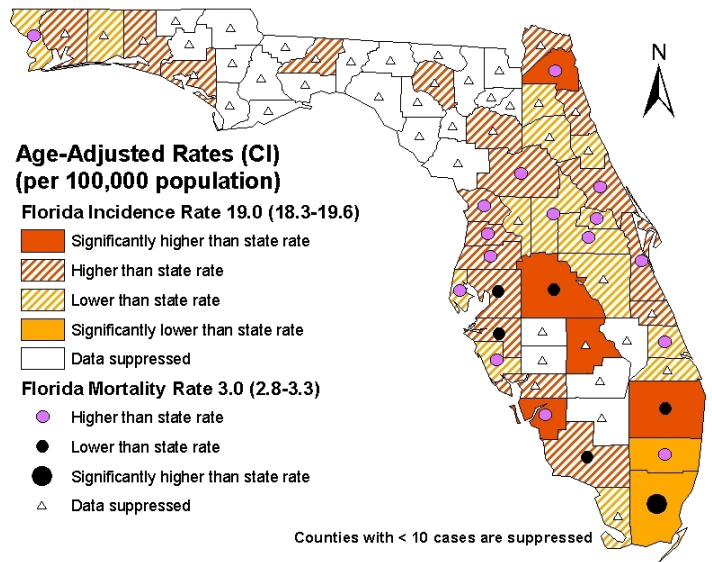 N
Age-Adjusted Rates (CI)
(per 100,000 population)
Florida Incidence Rate 19.0 (18.3-19.6)
Significantly higher than state rate
Higher than state rate
Lower than state rate
Significantly lower than state rate
Data suppressed
Florida Mortality Rate 3.0 (2.8-3.3)
Higher than state rate
Lower than state rate
Significantly higher than state rate
Data suppressed
Counties with < 10 cases are suppressed